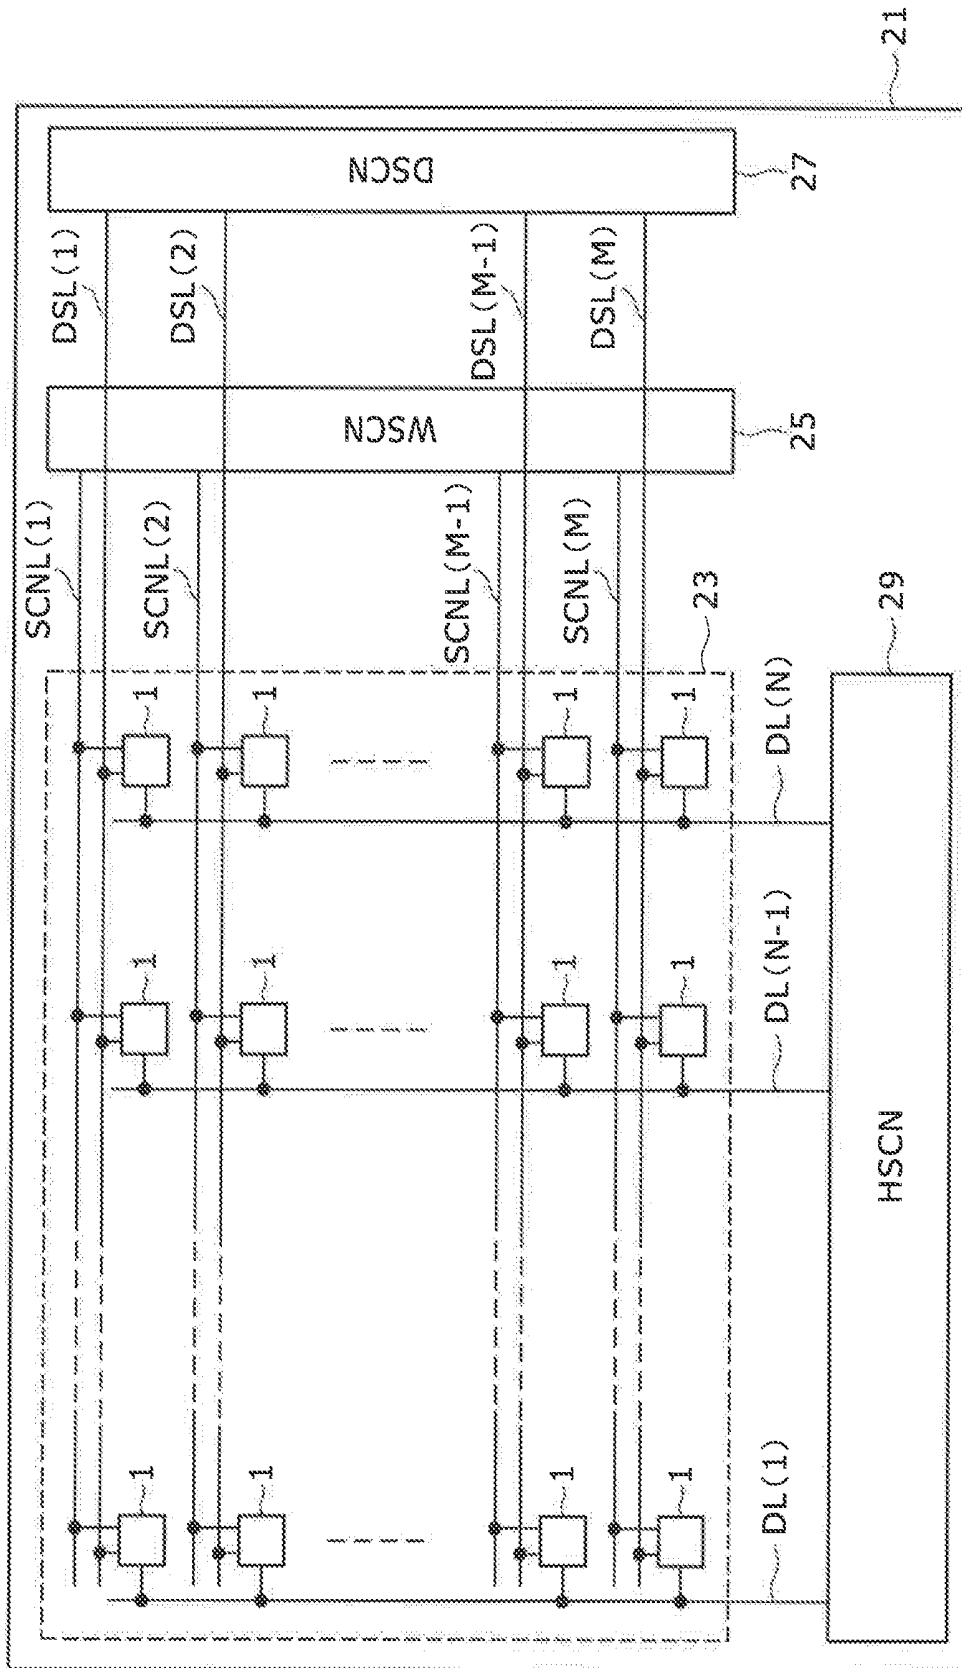 21
DSCN
27
DSL(1)
DSL(2)
DSL(M-1)
DSL(M)
WSCN
25
SCNL(1)
SCNL(2)
SCNL(M-1)
SCNL(M)
23
29
1
1
1
1
DL(N)
1
1
1
1
DL(N-1)
HSCN
1
1
1
1
DL(1)